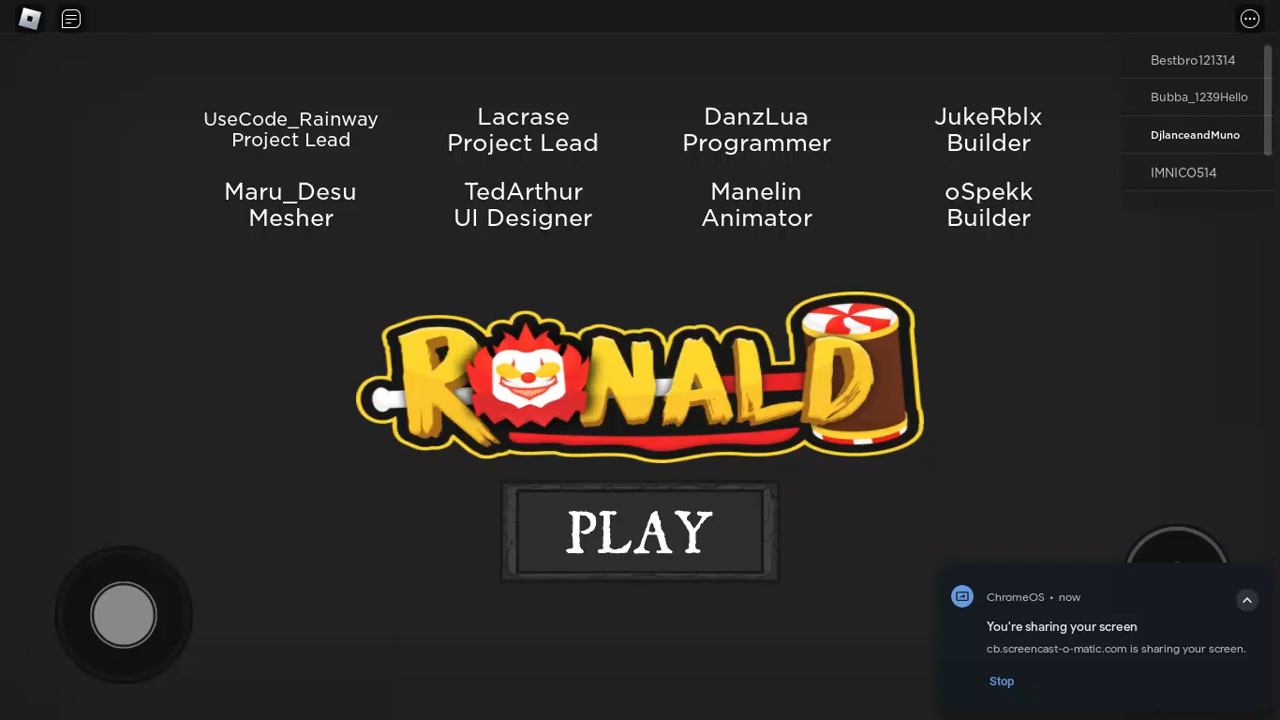 Bestbro121314
Bubba_1239Hello
DjlanceandMuno
IMNICO514
UseCode_Rainway
Project Lead
Lacrase
Project Lead
DanzLua
Programmer
JukeRblx
Builder
Maru_Desu
Mesher
TedArthur
UI Designer
Manelin
Animator
oSpekk
Builder
RONALD
PLAY
ChromeOS • now
You're sharing your screen
cb.screencast-o-matic.com is sharing your screen.
Stop